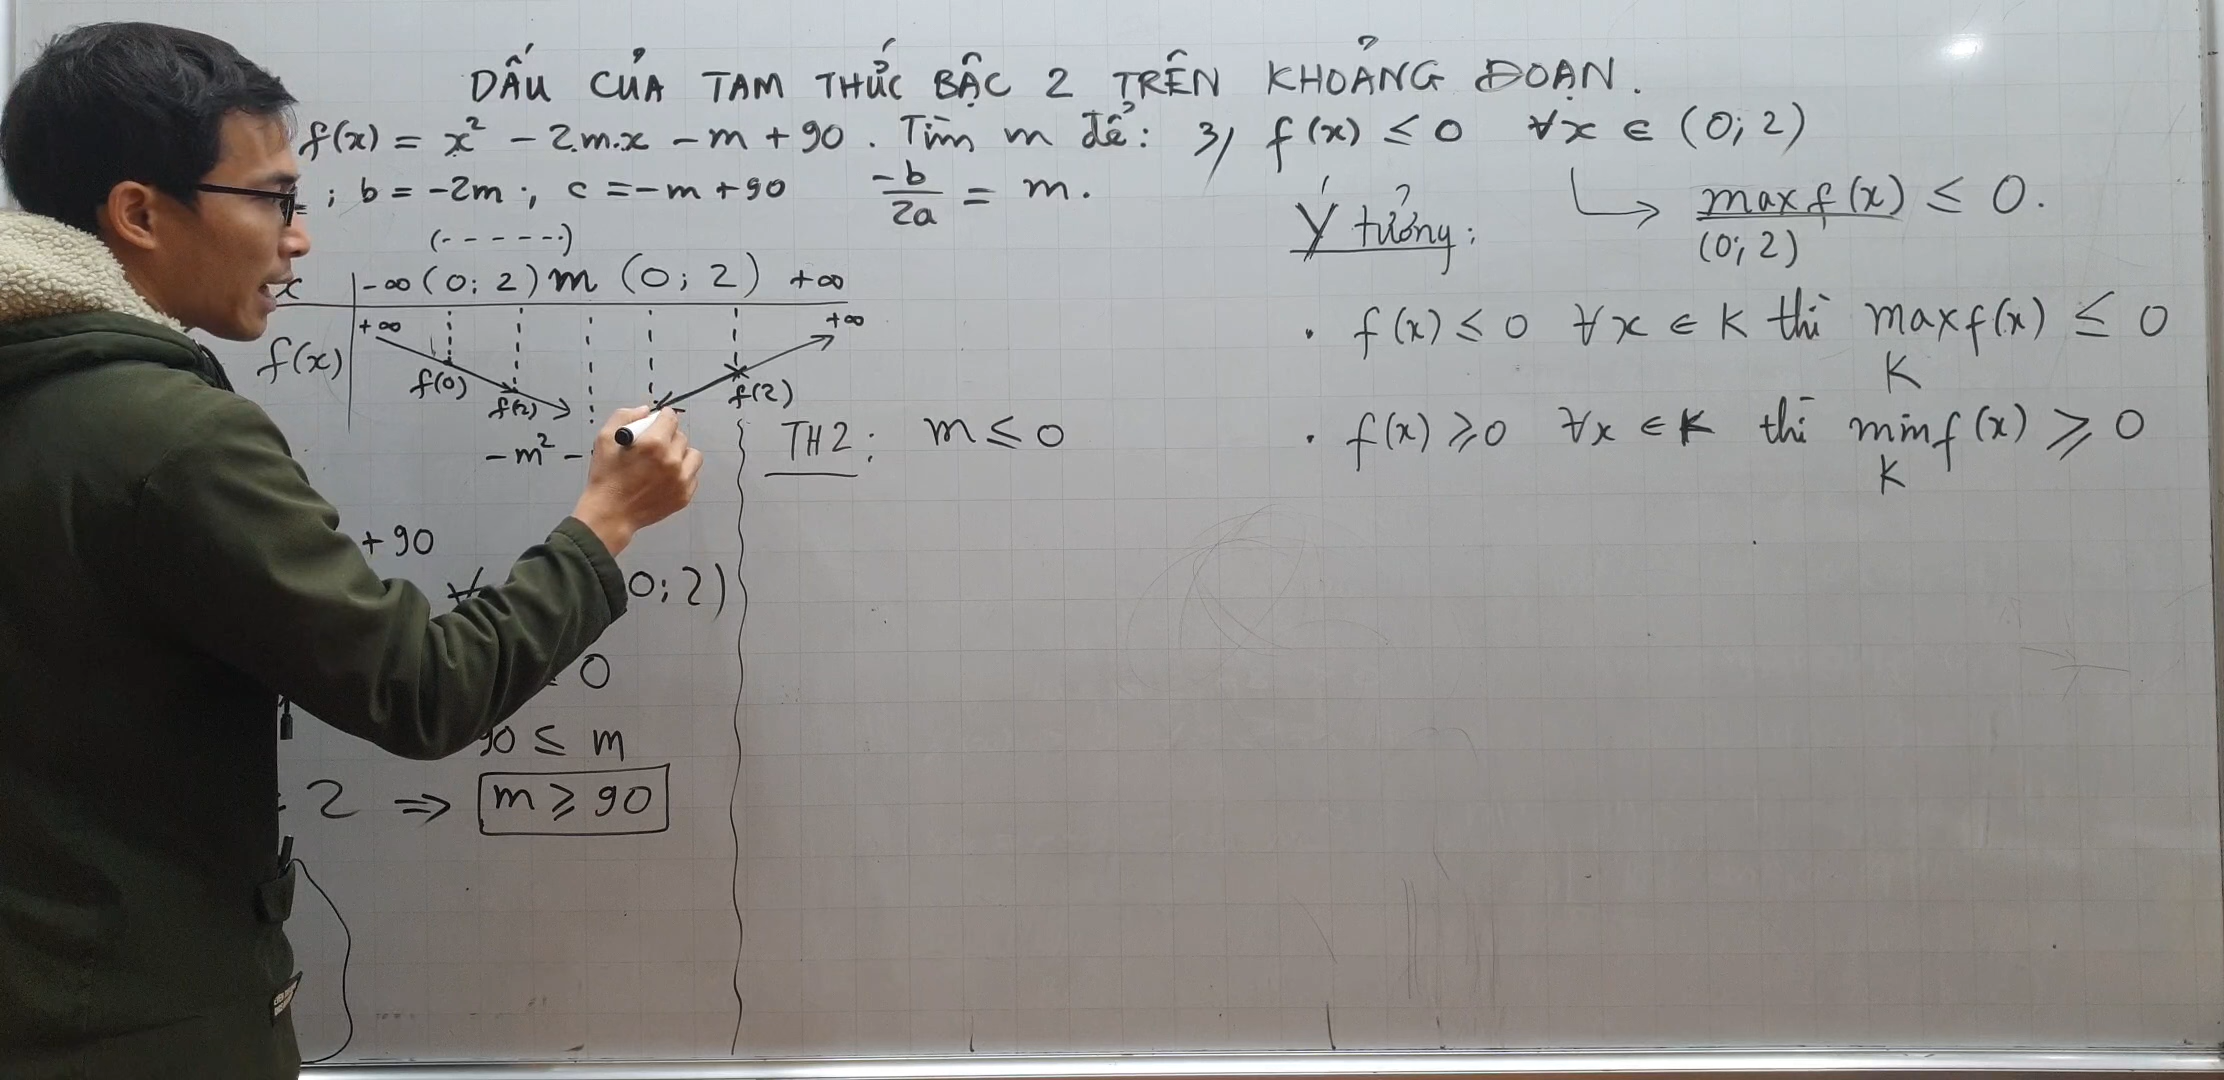 DẤU CỦA TAM THỨC BẬC 2 TRÊN KHOẢNG ĐOẠN.
f(x) = x² - 2.m.x - m + 90 . Tìm m để: 3) f(x) ≤ 0 ∀x ∈ (0; 2)
; b = -2m ; c = -m + 90 -b/2a = m.
max f(x) ≤ 0.
(0; 2)
Ý tưởng:
(- - - - - -)
x -∞ (0; 2) m (0; 2) +∞
+∞ +∞
f(x) f(0) f(2) f(2)
-m² -
• f(x) ≤ 0 ∀x ∈ K thì max f(x) ≤ 0
K
TH2: m ≤ 0
• f(x) ≥ 0 ∀x ∈ K thì min f(x) ≥ 0
K
+90
0; 2)
0
90 ≤ m
2 ⇒ m ≥ 90